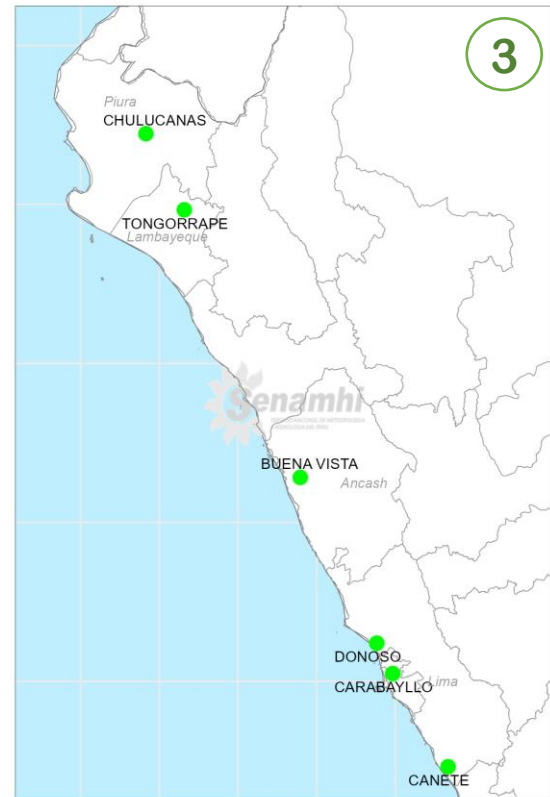 3
Piura
CHULUCANAS
TONGORRAPE
Lambayeque
Senamhi
BUENA VISTA
Ancash
DONOSO
CARABAYLLO
Lima
CANETE